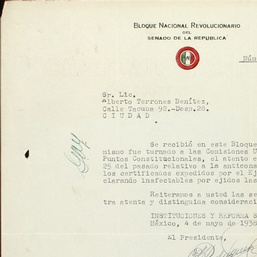 BLOQUE NACIONAL REVOLUCIONARIO
DEL
SENADO DE LA REPUBLICA
Núm
Sr. Lic.
Alberto Terrones Benítez,
Calle Tacuba 92.-Desp.28.
C I U D A D
Se recibió en este Bloque
mismo fue turnado a las Comisiones U
Puntos Constitucionales, el atento e
25 del pasado relativo a la anticons
los certificados expedidos por el Ej
clarando inafectables por ejidos las
Reiteramos a usted las se
tra atenta y distinguida consideraci
INSTITUCIONES Y REFORMA S
México, 4 de mayo de 193
El Presidente,